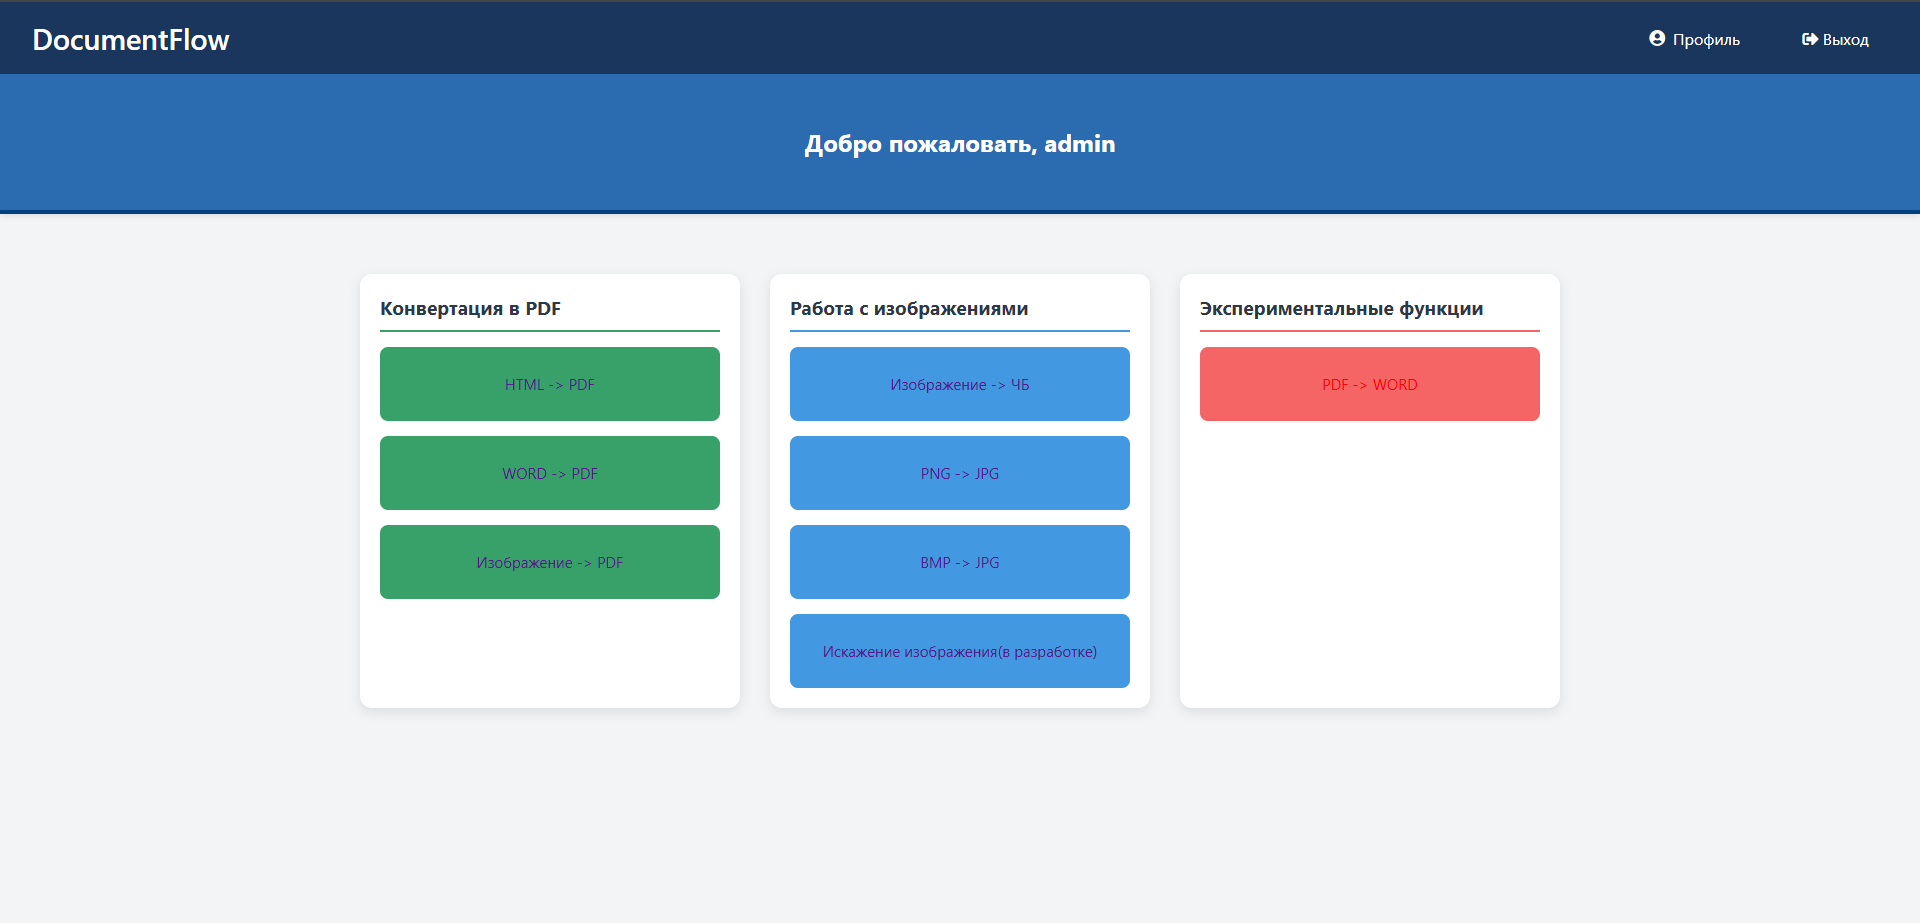 DocumentFlow
Профиль
Выход
Добро пожаловать, admin
Конвертация в PDF
HTML -> PDF
WORD -> PDF
Изображение -> PDF
Работа с изображениями
Изображение -> ЧБ
PNG -> JPG
BMP -> JPG
Искажение изображения(в разработке)
Экспериментальные функции
PDF -> WORD